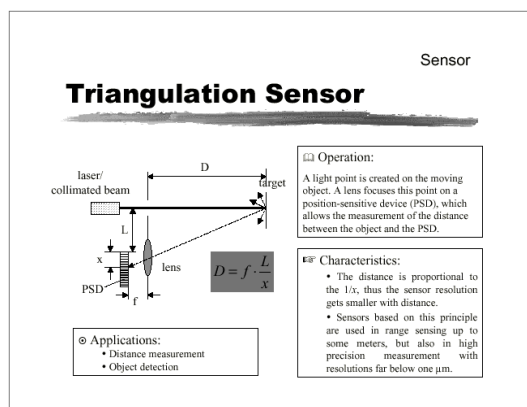 Sensor
Triangulation Sensor
D
laser/
collimated beam
target
L
x
lens
PSD
f
D = f · L/x
📖 Operation:
A light point is created on the moving
object. A lens focuses this point on a
position-sensitive device (PSD), which
allows the measurement of the distance
between the object and the PSD.
☞ Characteristics:
• The distance is proportional to
the 1/x, thus the sensor resolution
gets smaller with distance.
• Sensors based on this principle
are used in range sensing up to
some meters, but also in high
precision measurement with
resolutions far below one µm.
⊙ Applications:
• Distance measurement
• Object detection